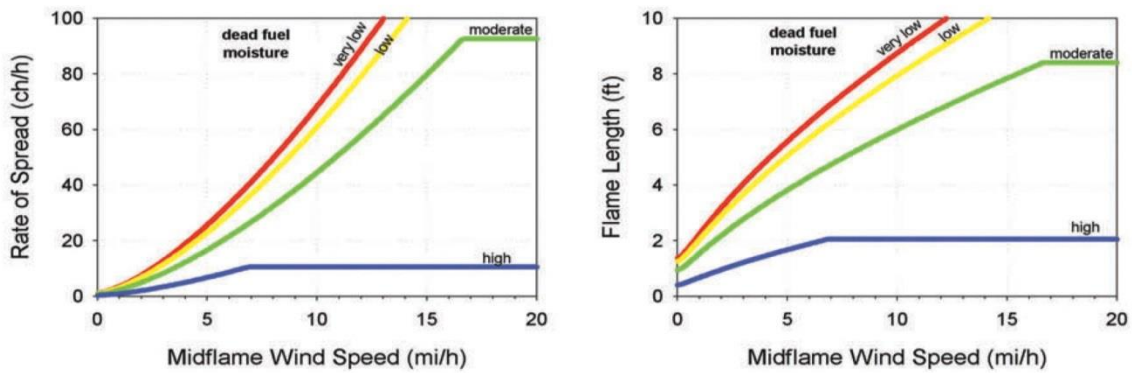 100
80
60
40
20
0
Rate of Spread (ch/h)
dead fuel
moisture
very low
low
moderate
high
0 5 10 15 20
Midflame Wind Speed (mi/h)
10
8
6
4
2
0
Flame Length (ft)
dead fuel
moisture
very low
low
moderate
high
0 5 10 15 20
Midflame Wind Speed (mi/h)